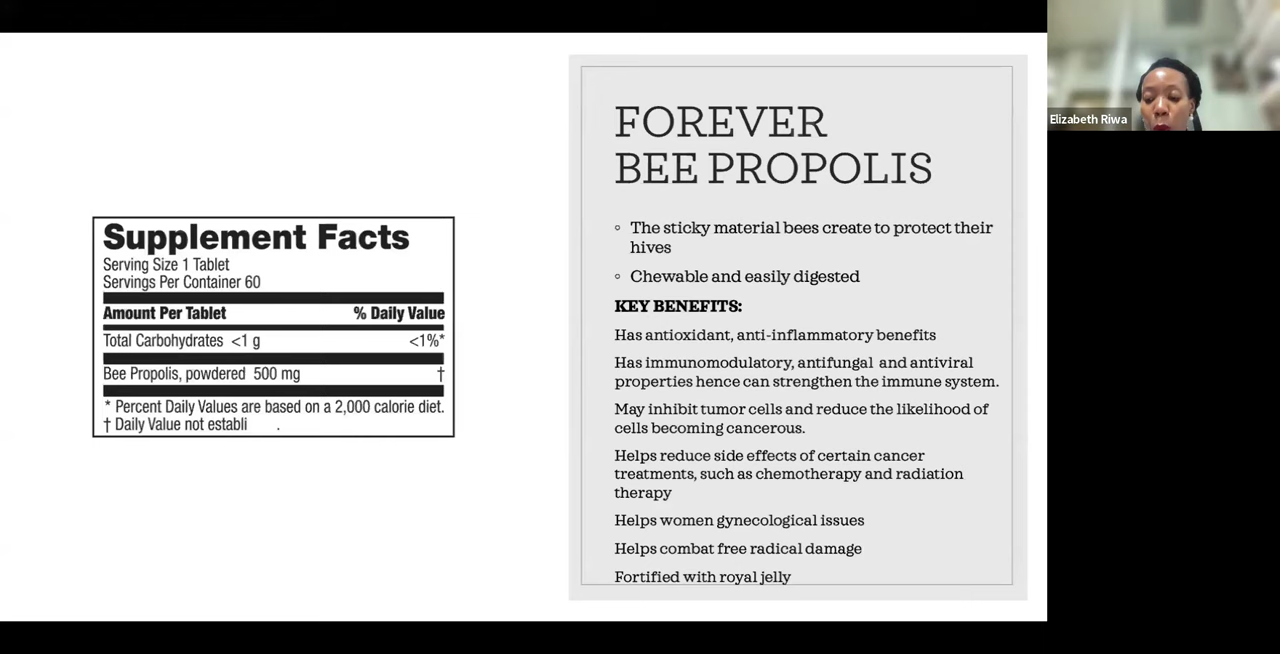 Supplement Facts
Serving Size 1 Tablet
Servings Per Container 60
Amount Per Tablet % Daily Value
Total Carbohydrates <1 g <1%*
Bee Propolis, powdered 500 mg †
* Percent Daily Values are based on a 2,000 calorie diet.
† Daily Value not establi .
FOREVER
BEE PROPOLIS
◦ The sticky material bees create to protect their
hives
◦ Chewable and easily digested
KEY BENEFITS:
Has antioxidant, anti-inflammatory benefits
Has immunomodulatory, antifungal and antiviral
properties hence can strengthen the immune system.
May inhibit tumor cells and reduce the likelihood of
cells becoming cancerous.
Helps reduce side effects of certain cancer
treatments, such as chemotherapy and radiation
therapy
Helps women gynecological issues
Helps combat free radical damage
Fortified with royal jelly
Elizabeth Riwa